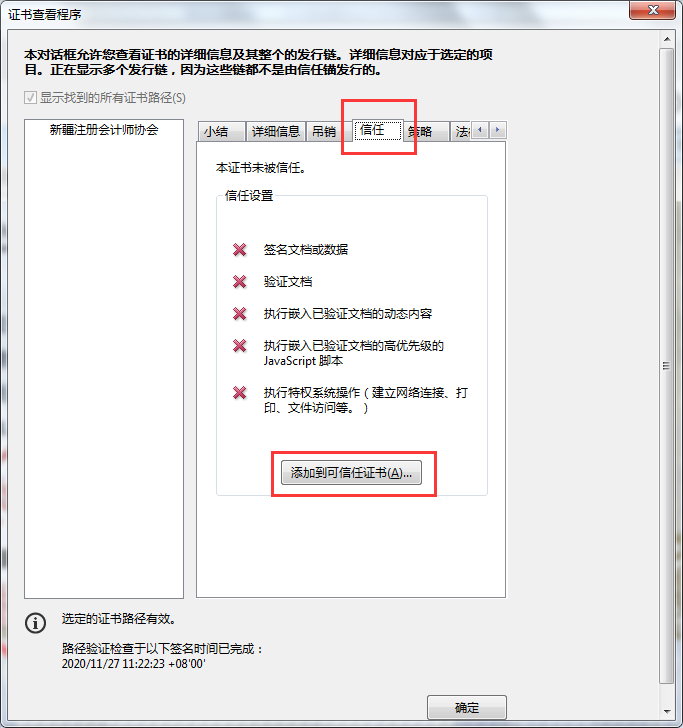 证书查看程序
本对话框允许您查看证书的详细信息及其整个的发行链。详细信息对应于选定的项
目。正在显示多个发行链，因为这些链都不是由信任锚发行的。
显示找到的所有证书路径(S)
新疆注册会计师协会
小结 详细信息 吊销 信任 策略 法
本证书未被信任。
信任设置
签名文档或数据
验证文档
执行嵌入已验证文档的动态内容
执行嵌入已验证文档的高优先级的
JavaScript 脚本
执行特权系统操作（建立网络连接、打
印、文件访问等。）
添加到可信任证书(A)...
选定的证书路径有效。
路径验证检查于以下签名时间已完成：
2020/11/27 11:22:23 +08'00'
确定